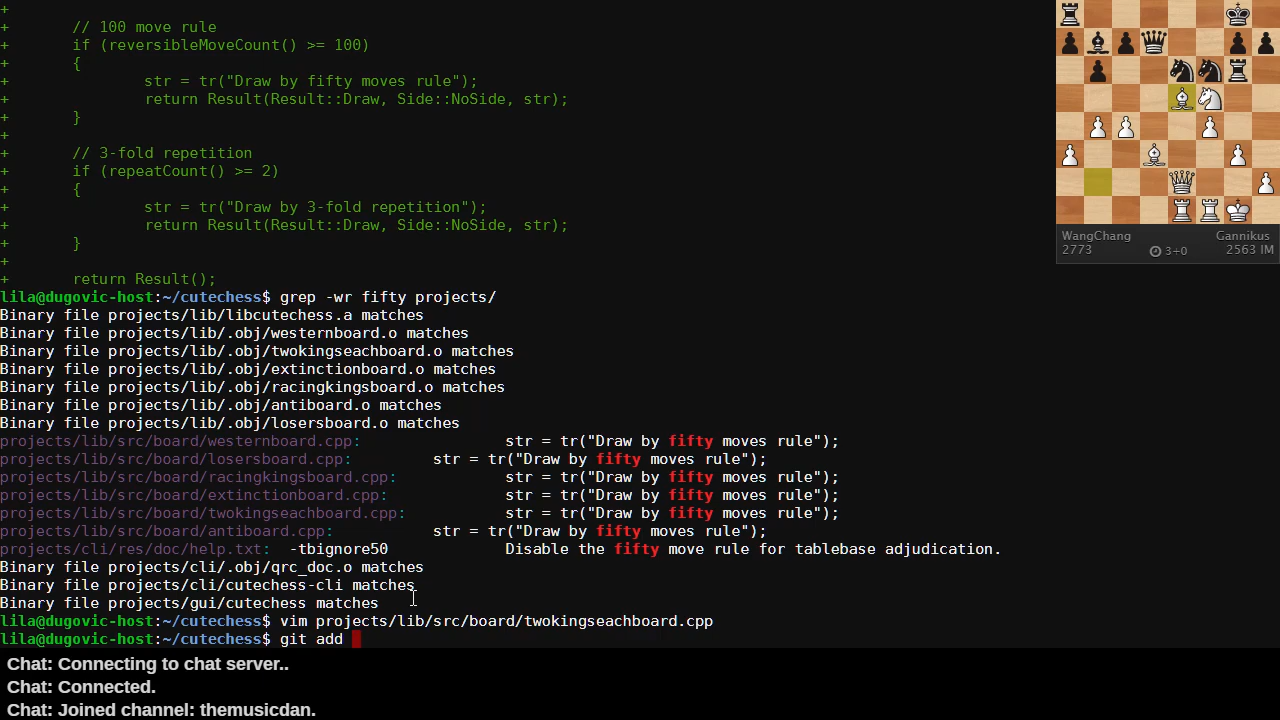 +
+       // 100 move rule
+       if (reversibleMoveCount() >= 100)
+       {
+               str = tr("Draw by fifty moves rule");
+               return Result(Result::Draw, Side::NoSide, str);
+       }
+
+       // 3-fold repetition
+       if (repeatCount() >= 2)
+       {
+               str = tr("Draw by 3-fold repetition");
+               return Result(Result::Draw, Side::NoSide, str);
+       }
+
+       return Result();
lila@dugovic-host:~/cutechess$ grep -wr fifty projects/
Binary file projects/lib/libcutechess.a matches
Binary file projects/lib/.obj/westernboard.o matches
Binary file projects/lib/.obj/twokingseachboard.o matches
Binary file projects/lib/.obj/extinctionboard.o matches
Binary file projects/lib/.obj/racingkingsboard.o matches
Binary file projects/lib/.obj/antiboard.o matches
Binary file projects/lib/.obj/losersboard.o matches
projects/lib/src/board/westernboard.cpp:                str = tr("Draw by fifty moves rule");
projects/lib/src/board/losersboard.cpp:         str = tr("Draw by fifty moves rule");
projects/lib/src/board/racingkingsboard.cpp:            str = tr("Draw by fifty moves rule");
projects/lib/src/board/extinctionboard.cpp:             str = tr("Draw by fifty moves rule");
projects/lib/src/board/twokingseachboard.cpp:           str = tr("Draw by fifty moves rule");
projects/lib/src/board/antiboard.cpp:           str = tr("Draw by fifty moves rule");
projects/cli/res/doc/help.txt:  -tbignore50             Disable the fifty move rule for tablebase adjudication.
Binary file projects/cli/.obj/qrc_doc.o matches
Binary file projects/cli/cutechess-cli matches
Binary file projects/gui/cutechess matches
lila@dugovic-host:~/cutechess$ vim projects/lib/src/board/twokingseachboard.cpp
lila@dugovic-host:~/cutechess$ git add
WangChang Gannikus
2773 3+0 2563 IM
Chat: Connecting to chat server..
Chat: Connected.
Chat: Joined channel: themusicdan.